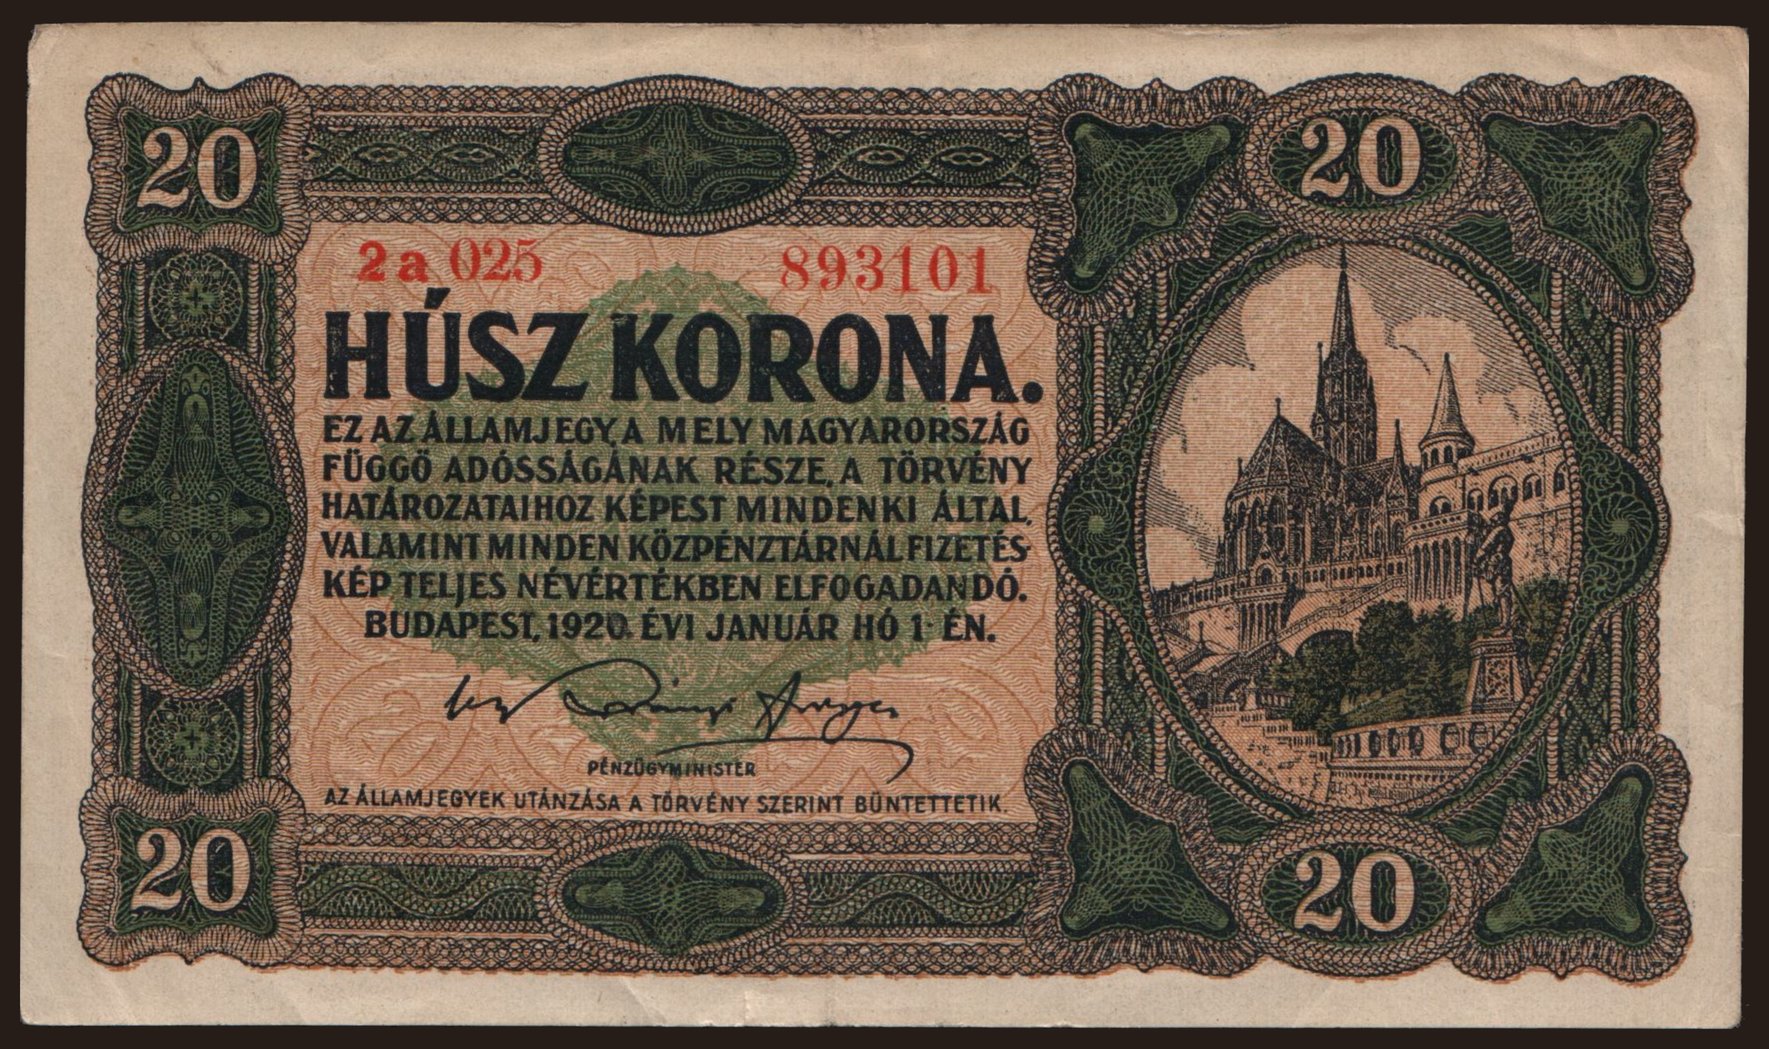 20
20
2a 025 893101
HÚSZ KORONA.
EZ AZ ÁLLAMJEGY, A MELY MAGYARORSZÁG
FÜGGŐ ADÓSSÁGÁNAK RÉSZE, A TÖRVÉNY
HATÁROZATAIHOZ KÉPEST MINDENKI ÁLTAL,
VALAMINT MINDEN KÖZPÉNZTÁRNÁL FIZETÉS-
KÉP TELJES NÉVÉRTÉKBEN ELFOGADANDÓ.
BUDAPEST, 1920. ÉVI JANUÁR HÓ 1-ÉN.
PÉNZÜGYMINISTER
AZ ÁLLAMJEGYEK UTÁNZÁSA A TÖRVÉNY SZERINT BÜNTETTETIK.
20
20